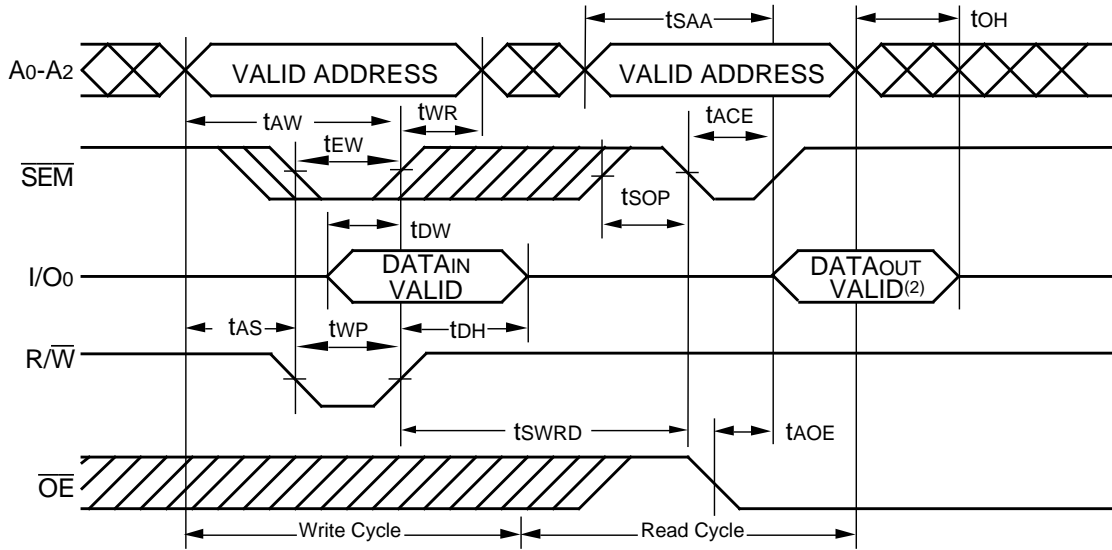 tSAA
tOH
A0-A2
VALID ADDRESS
VALID ADDRESS
tAW
tWR
tACE
tEW
SEM
tSOP
tDW
I/O0
DATAIN
VALID
DATAOUT
VALID(2)
tAS
tWP
tDH
R/W
tSWRD
tAOE
OE
Write Cycle
Read Cycle